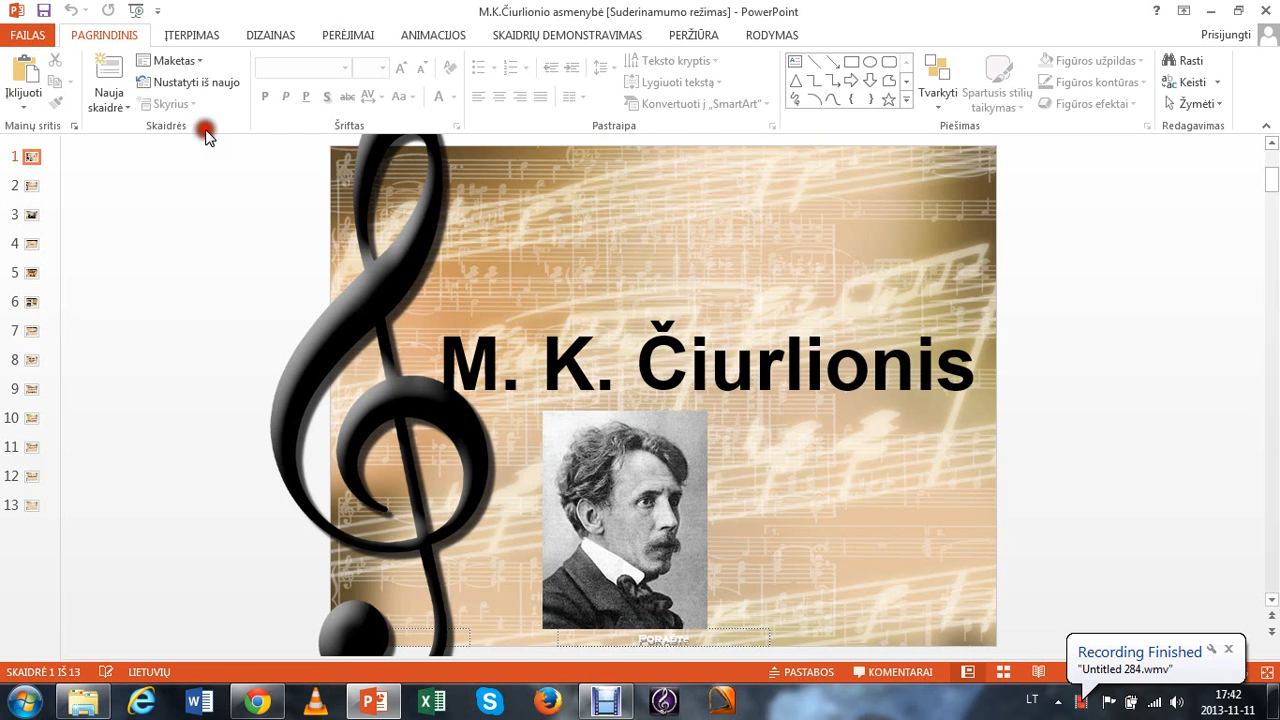 M.K.Čiurlionio asmenybė [Suderinamumo režimas] - PowerPoint
FAILAS PAGRINDINIS ĮTERPIMAS DIZAINAS PERĖJIMAI ANIMACIJOS SKAIDRIŲ DEMONSTRAVIMAS PERŽIŪRA RODYMAS Prisijungti
Įklijuoti
Nauja skaidrė
Maketas
Nustatyti iš naujo
Skyrius
Teksto kryptis
Lygiuoti tekstą
Konvertuoti į „SmartArt"
Tvarkyti
Spartusis stilių taikymas
Figūros užpildas
Figūros kontūras
Figūros efektai
Rasti
Keisti
Žymėti
Mainų sritis Skaidrės Šriftas Pastraipa Piešimas Redagavimas
1
2
3
4
5
6
7
8
9
10
11
12
13
M. K. Čiurlionis
PORAŠTĖ
Recording Finished
"Untitled 284.wmv"
SKAIDRĖ 1 IŠ 13 LIETUVIŲ PASTABOS KOMENTARAI
LT
17:42
2013-11-11